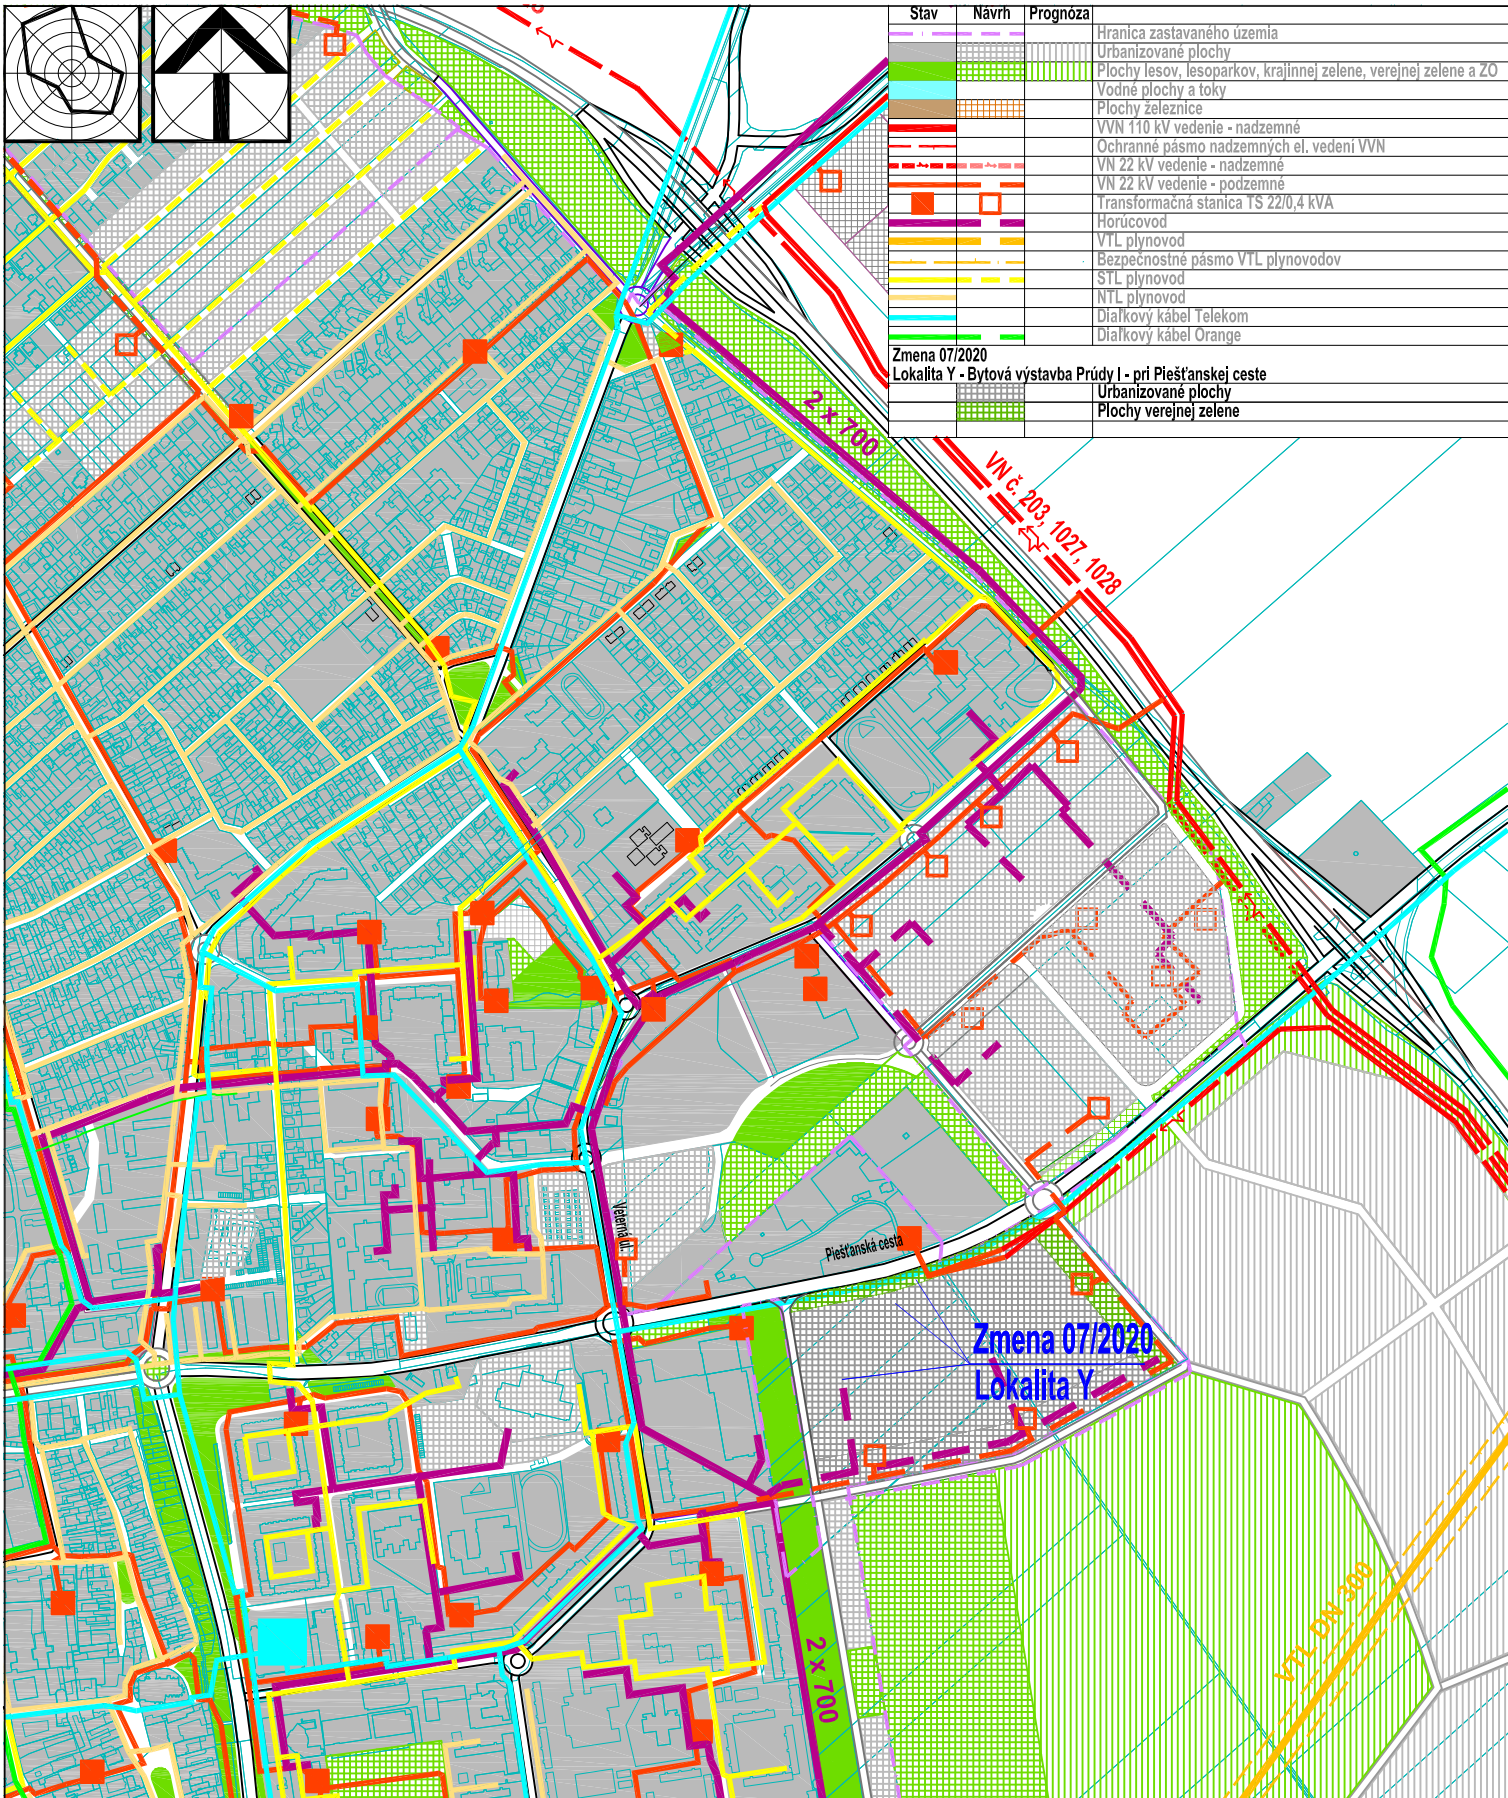 Stav Návrh Prognóza
Hranica zastavaného územia
Urbanizované plochy
Plochy lesov, lesoparkov, krajinnej zelene, verejnej zelene a ZO
Vodné plochy a toky
Plochy železnice
VVN 110 kV vedenie - nadzemné
Ochranné pásmo nadzemných el. vedení VVN
VN 22 kV vedenie - nadzemné
VN 22 kV vedenie - podzemné
Transformačná stanica TS 22/0,4 kVA
Horúcovod
VTL plynovod
Bezpečnostné pásmo VTL plynovodov
STL plynovod
NTL plynovod
Diaľkový kábel Telekom
Diaľkový kábel Orange
Zmena 07/2020
Lokalita Y - Bytová výstavba Prúdy I - pri Piešťanskej ceste
Urbanizované plochy
Plochy verejnej zelene
2 x 700
VN č. 203, 1027, 1028
Veterná ul.
Piešťanská cesta
Zmena 07/2020
Lokalita Y
VTL DN 300
2 x 700